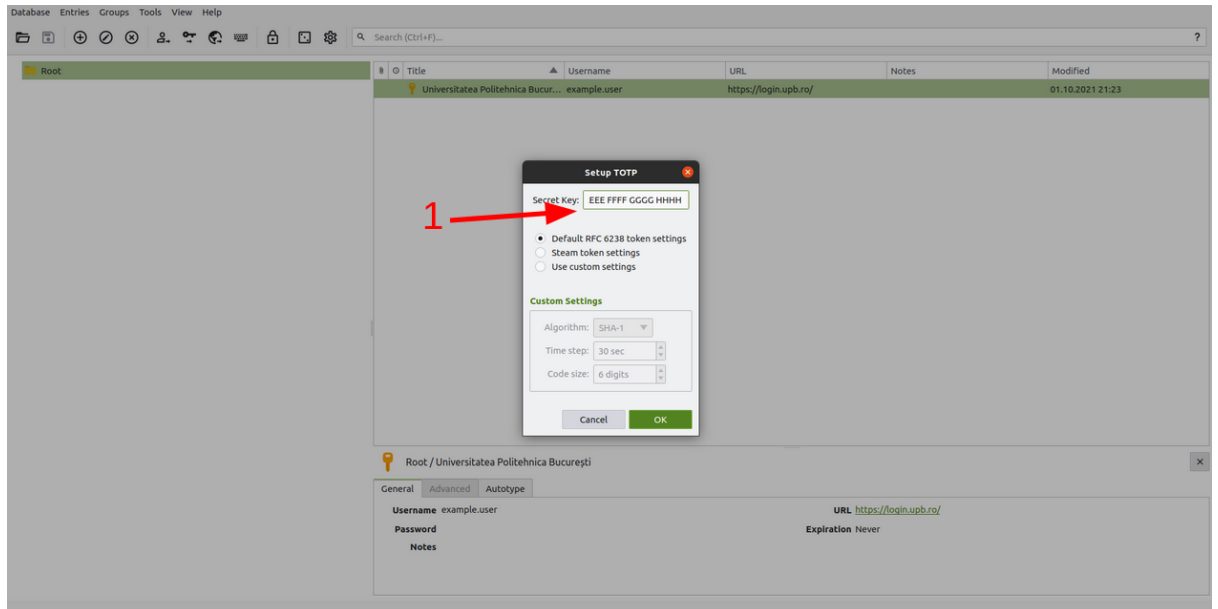 Database Entries Groups Tools View Help
Search (Ctrl+F)... ?
Root
Title Username URL Notes Modified
Universitatea Politehnica Bucur... example.user https://login.upb.ro/ 01.10.2021 21:23
Setup TOTP
Secret Key: EEE FFFF GGGG HHHH
1
Default RFC 6238 token settings
Steam token settings
Use custom settings
Custom Settings
Algorithm: SHA-1
Time step: 30 sec
Code size: 6 digits
Cancel OK
Root / Universitatea Politehnica București
General Advanced Autotype
Username example.user URL https://login.upb.ro/
Password Expiration Never
Notes